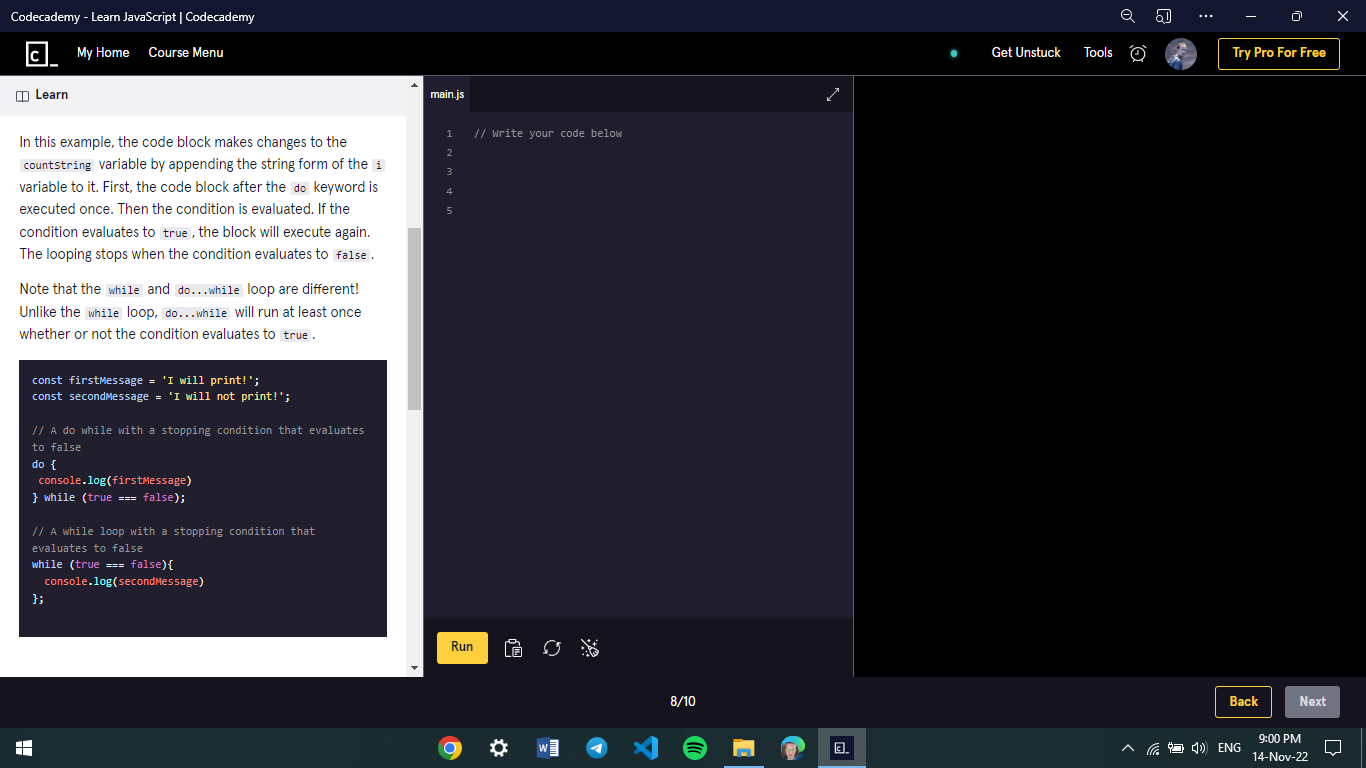 Codecademy - Learn JavaScript | Codecademy
My Home Course Menu Get Unstuck Tools Try Pro For Free
Learn
In this example, the code block makes changes to the
countString variable by appending the string form of the i
variable to it. First, the code block after the do keyword is
executed once. Then the condition is evaluated. If the
condition evaluates to true , the block will execute again.
The looping stops when the condition evaluates to false .
Note that the while and do...while loop are different!
Unlike the while loop, do...while will run at least once
whether or not the condition evaluates to true .
const firstMessage = 'I will print!';
const secondMessage = 'I will not print!';
// A do while with a stopping condition that evaluates
to false
do {
console.log(firstMessage)
} while (true === false);
// A while loop with a stopping condition that
evaluates to false
while (true === false){
console.log(secondMessage)
};
main.js
1 // Write your code below
2
3
4
5
Run
8/10
Back
Next
ENG
9:00 PM
14-Nov-22